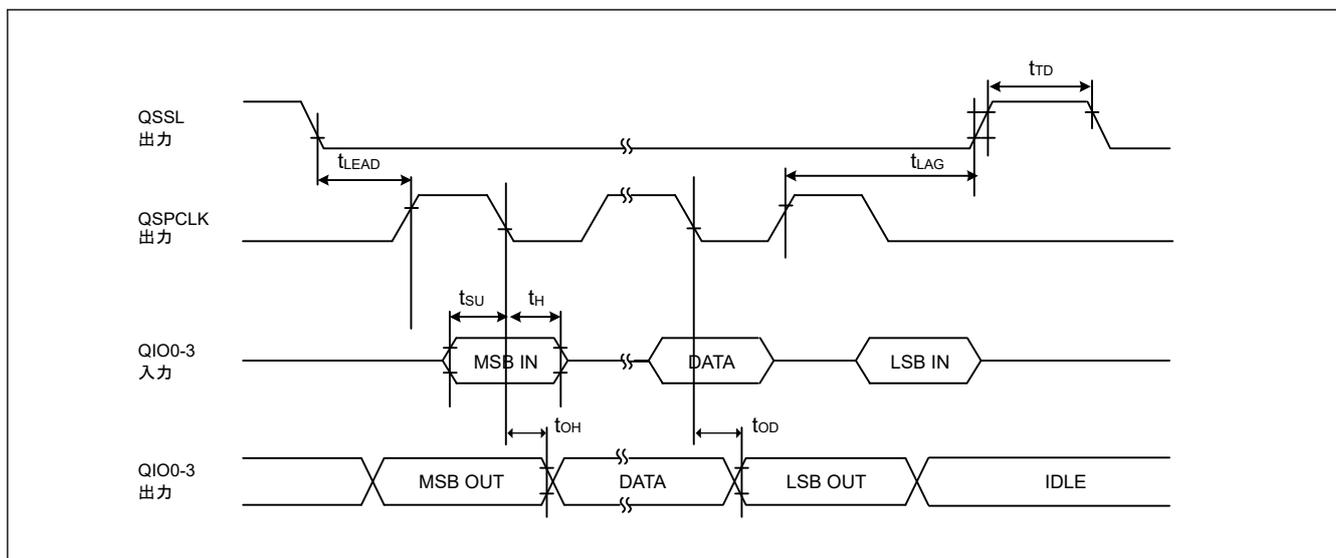 tTD
QSSL
出力
tLEAD
tLAG
QSPCLK
出力
tSU
tH
QIO0-3
入力
MSB IN
DATA
LSB IN
tOH
tOD
QIO0-3
出力
MSB OUT
DATA
LSB OUT
IDLE